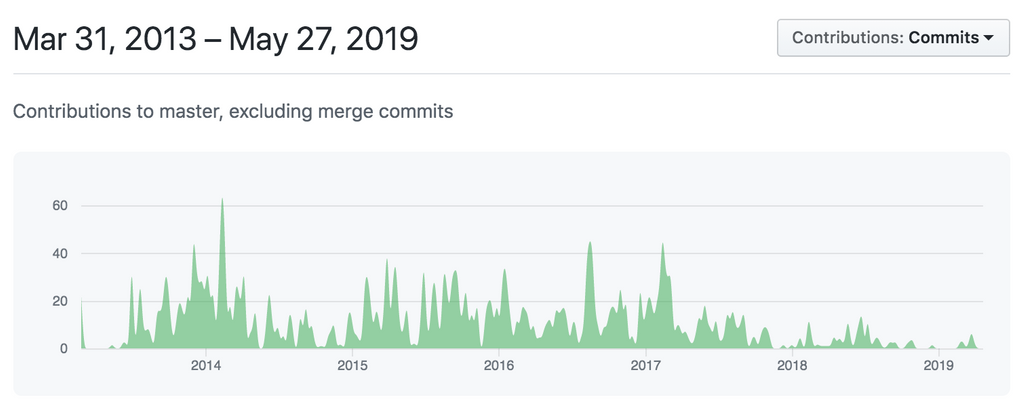 Mar 31, 2013 – May 27, 2019
Contributions: Commits
Contributions to master, excluding merge commits
60
40
20
0
2014 2015 2016 2017 2018 2019